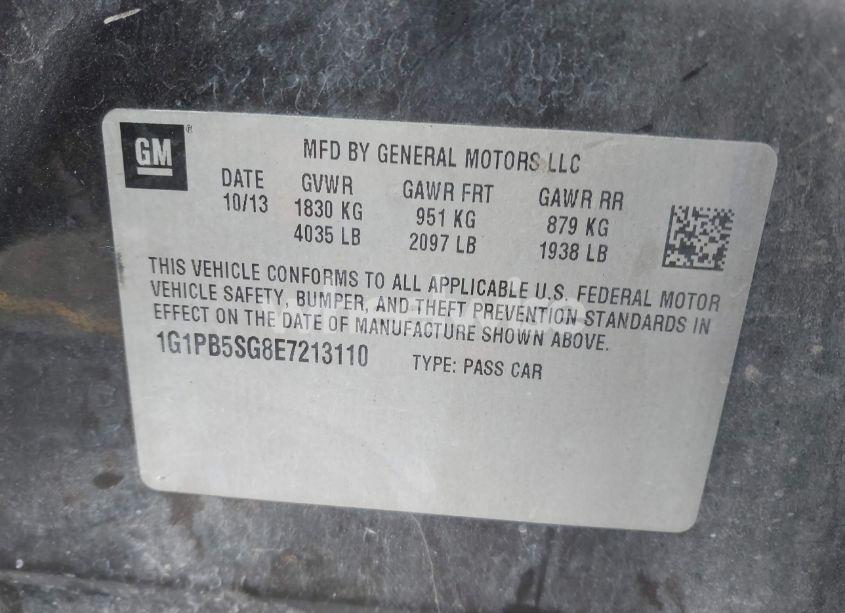 GM ®
MFD BY GENERAL MOTORS LLC
DATE GVWR GAWR FRT GAWR RR
10/13 1830 KG 951 KG 879 KG
4035 LB 2097 LB 1938 LB
THIS VEHICLE CONFORMS TO ALL APPLICABLE U.S. FEDERAL MOTOR
VEHICLE SAFETY, BUMPER, AND THEFT PREVENTION STANDARDS IN
EFFECT ON THE DATE OF MANUFACTURE SHOWN ABOVE.
1G1PB5SG8E7213110 TYPE: PASS CAR